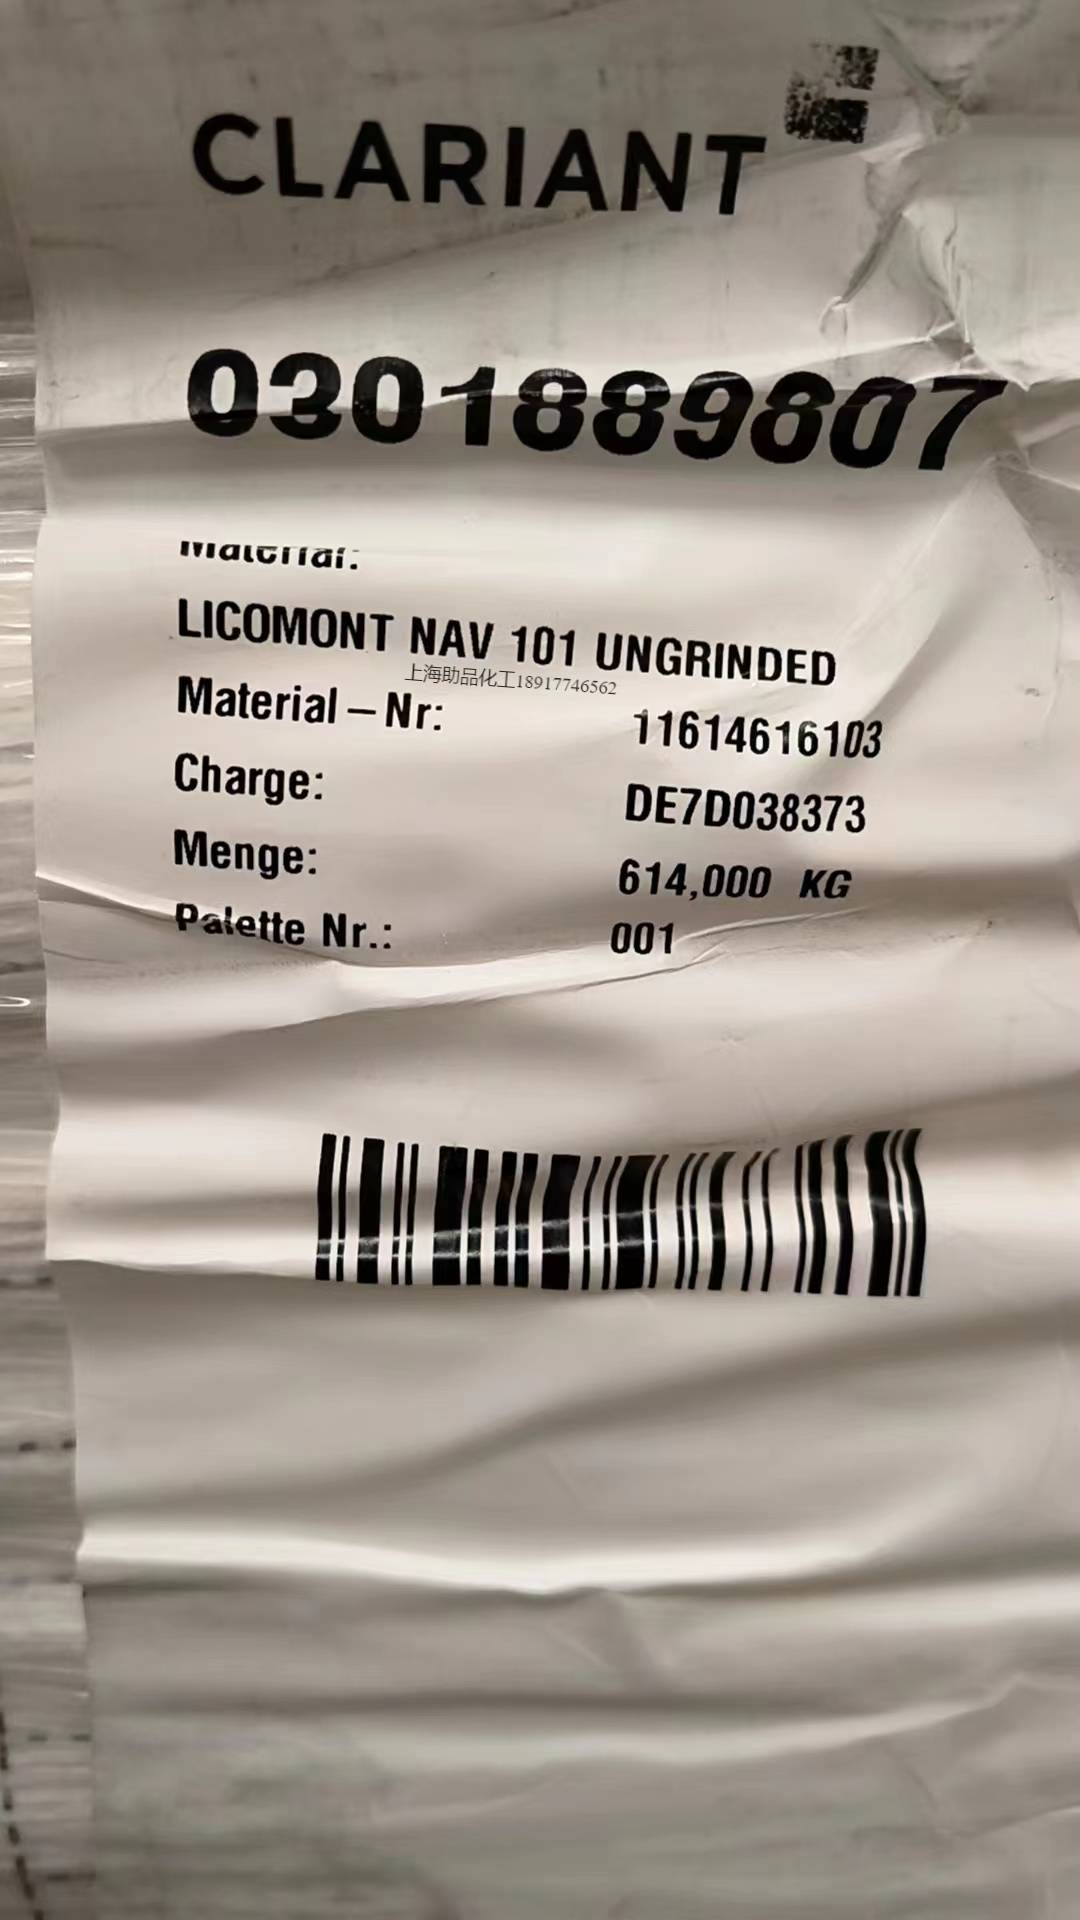 CLARIANT
0301889807
Material:
LICOMONT NAV 101 UNGRINDED
上海助品化工18917746562
Material – Nr: 11614616103
Charge: DE7D038373
Menge: 614,000 KG
Palette Nr.: 001